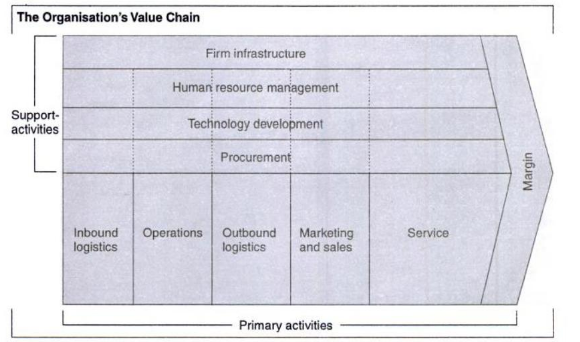 The Organisation's Value Chain
Firm infrastructure
Human resource management
Support-
activities
Technology development
Procurement
Margin
Inbound
logistics
Operations
Outbound
logistics
Marketing
and sales
Service
Primary activities